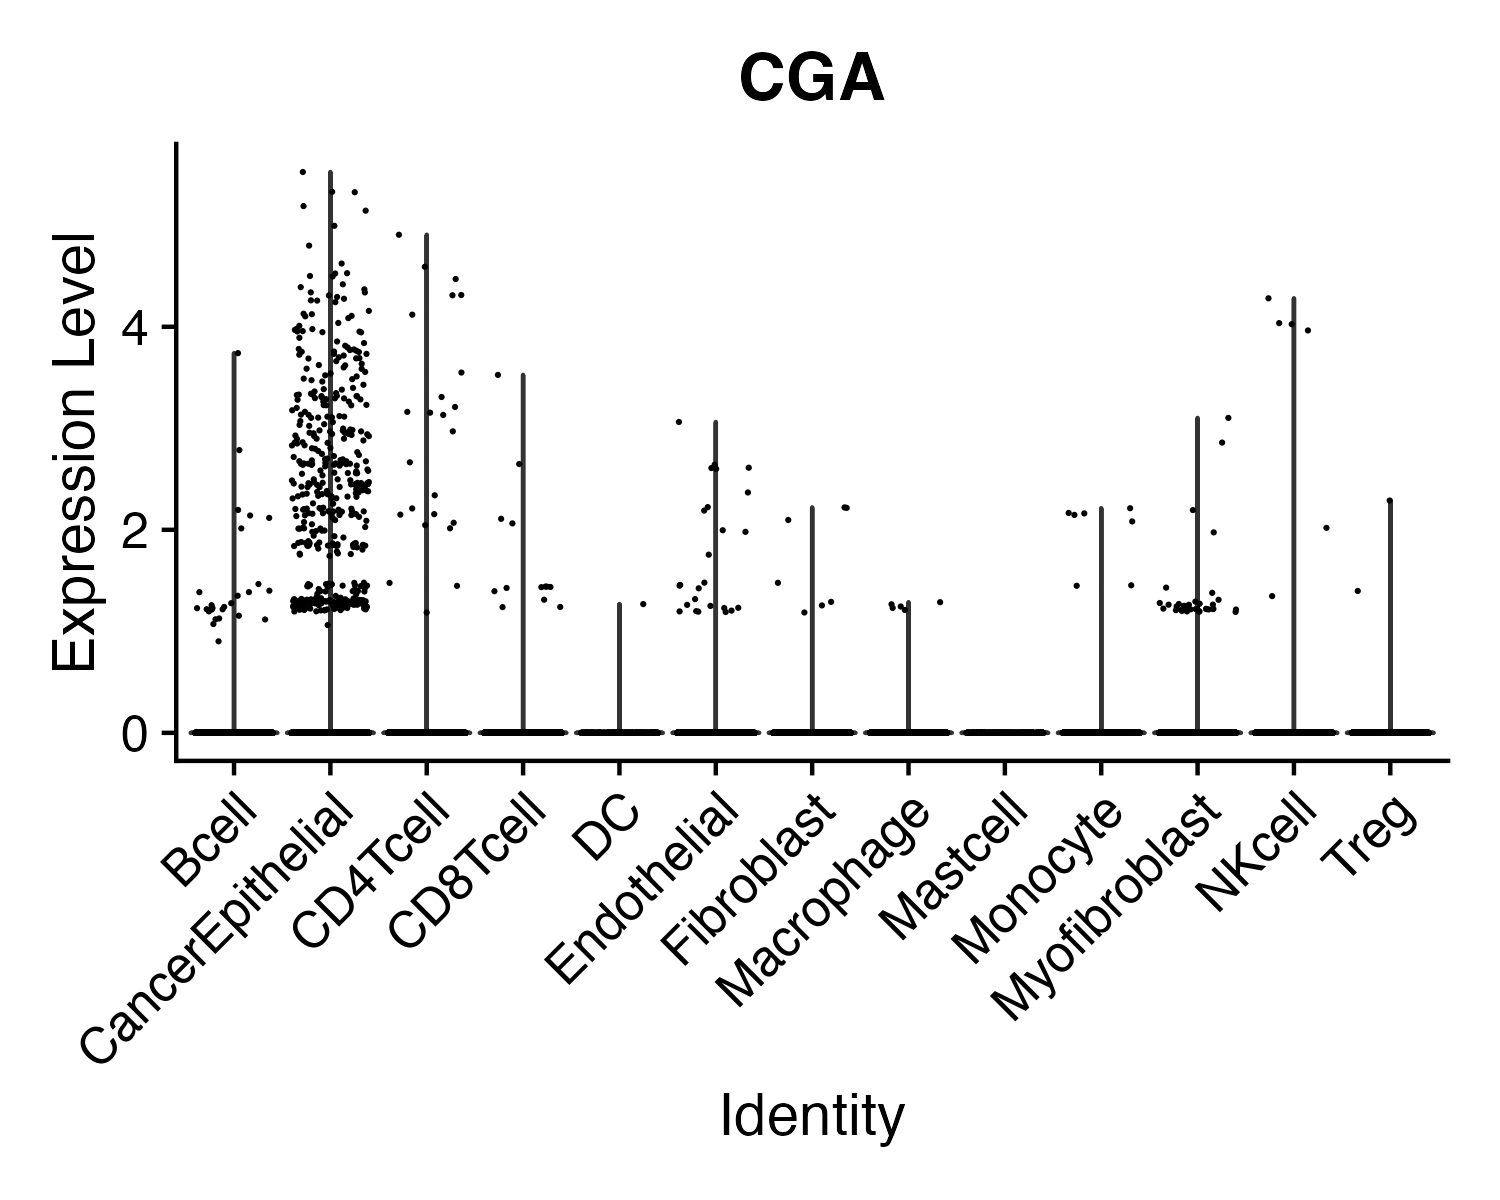 CGA
Expression Level
4
2
0
Bcell
CancerEpithelial
CD4Tcell
CD8Tcell
DC
Endothelial
Fibroblast
Macrophage
Mastcell
Monocyte
Myofibroblast
NKcell
Treg
Identity